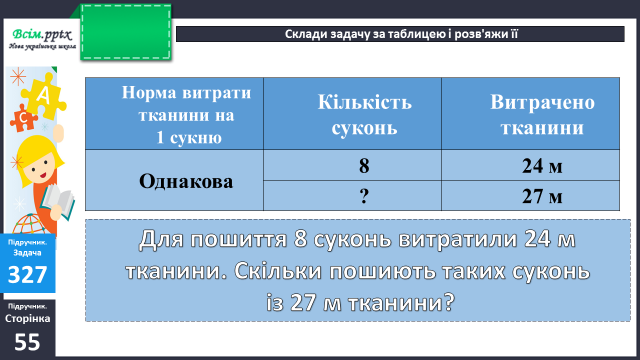 Всім.pptx
Нова українська школа
Склади задачу за таблицею і розв'яжи її
А
С
Норма витрати
тканини на
1 сукню
Кількість
суконь
Витрачено
тканини
Однакова
8
24 м
?
27 м
Для пошиття 8 суконь витратили 24 м
тканини. Скільки пошиють таких суконь
із 27 м тканини?
Підручник.
Задача
327
Підручник.
Сторінка
55